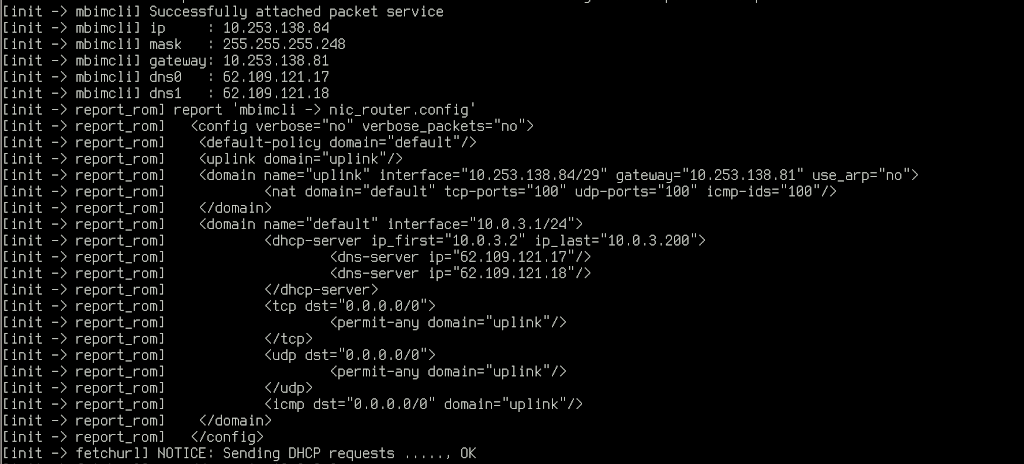 [init -> mbimcli] Successfully attached packet service
[init -> mbimcli] ip     : 10.253.138.84
[init -> mbimcli] mask   : 255.255.255.248
[init -> mbimcli] gateway: 10.253.138.81
[init -> mbimcli] dns0   : 62.109.121.17
[init -> mbimcli] dns1   : 62.109.121.18
[init -> report_rom] report 'mbimcli -> nic_router.config'
[init -> report_rom]   <config verbose="no" verbose_packets="no">
[init -> report_rom]    <default-policy domain="default"/>
[init -> report_rom]    <uplink domain="uplink"/>
[init -> report_rom]    <domain name="uplink" interface="10.253.138.84/29" gateway="10.253.138.81" use_arp="no">
[init -> report_rom]            <nat domain="default" tcp-ports="100" udp-ports="100" icmp-ids="100"/>
[init -> report_rom]    </domain>
[init -> report_rom]    <domain name="default" interface="10.0.3.1/24">
[init -> report_rom]            <dhcp-server ip_first="10.0.3.2" ip_last="10.0.3.200">
[init -> report_rom]                    <dns-server ip="62.109.121.17"/>
[init -> report_rom]                    <dns-server ip="62.109.121.18"/>
[init -> report_rom]            </dhcp-server>
[init -> report_rom]            <tcp dst="0.0.0.0/0">
[init -> report_rom]                    <permit-any domain="uplink"/>
[init -> report_rom]            </tcp>
[init -> report_rom]            <udp dst="0.0.0.0/0">
[init -> report_rom]                    <permit-any domain="uplink"/>
[init -> report_rom]            </udp>
[init -> report_rom]            <icmp dst="0.0.0.0/0" domain="uplink"/>
[init -> report_rom]    </domain>
[init -> report_rom]   </config>
[init -> fetchurl] NOTICE: Sending DHCP requests ....., OK